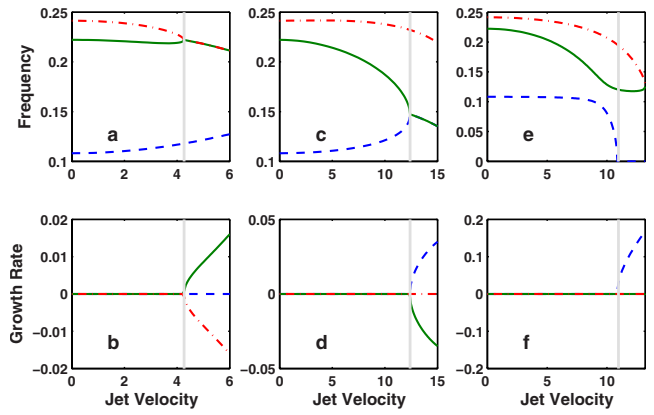 0.25
0.2
0.15
0.1
0 2 4 6
Frequency
a
0.25
0.2
0.15
0.1
0 5 10 15
c
0.25
0.2
0.15
0.1
0.05
0
0 5 10
e
0.02
0.01
0
−0.01
−0.02
0 2 4 6
Growth Rate
b
Jet Velocity
0.05
0
−0.05
0 5 10 15
d
Jet Velocity
0.2
0.1
0
−0.1
−0.2
0 5 10
f
Jet Velocity